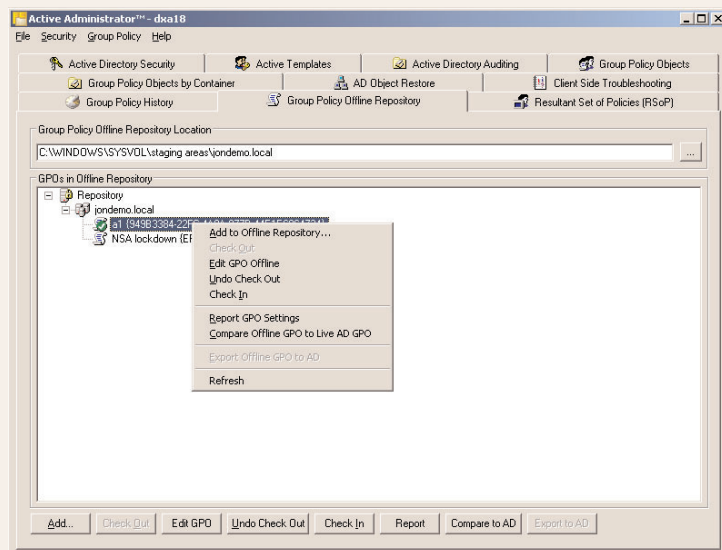 Active Administrator™ - dxa18
File Security Group Policy Help
Active Directory Security Active Templates Active Directory Auditing Group Policy Objects
Group Policy Objects by Container AD Object Restore Client Side Troubleshooting
Group Policy History Group Policy Offline Repository Resultant Set of Policies (RSoP)
Group Policy Offline Repository Location
C:\WINDOWS\SYSVOL\staging areas\jondemo.local
...
GPOs in Offline Repository
Repository
jondemo.local
a1
NSA lockdown
Add to Offline Repository...
Check Out
Edit GPO Offline
Undo Check Out
Check In
Report GPO Settings
Compare Offline GPO to Live AD GPO
Export Offline GPO to AD
Refresh
Add... Check Out Edit GPO Undo Check Out Check In Report Compare to AD Export to AD